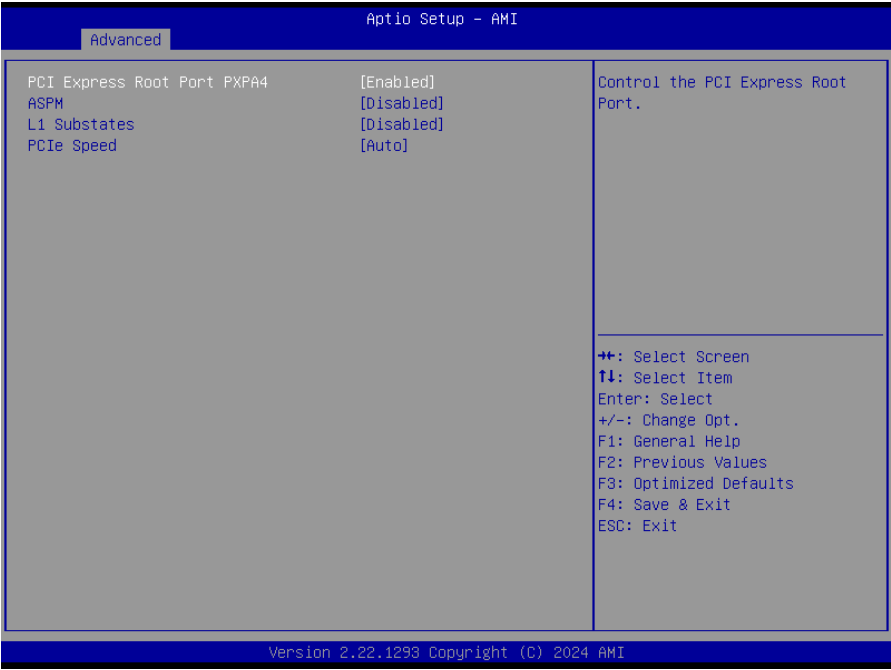 Aptio Setup – AMI
Advanced
PCI Express Root Port PXPA4 [Enabled]
ASPM [Disabled]
L1 Substates [Disabled]
PCIe Speed [Auto]
Control the PCI Express Root
Port.
→←: Select Screen
↑↓: Select Item
Enter: Select
+/-: Change Opt.
F1: General Help
F2: Previous Values
F3: Optimized Defaults
F4: Save & Exit
ESC: Exit
Version 2.22.1293 Copyright (C) 2024 AMI